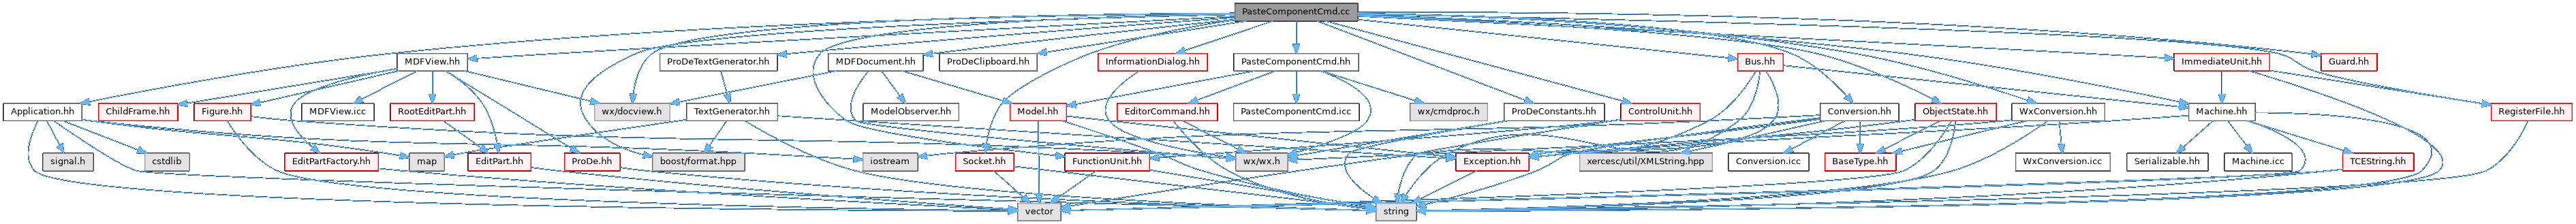 PasteComponentCmd.cc
MDFView.hh
ProDeTextGenerator.hh
MDFDocument.hh
ProDeClipboard.hh
InformationDialog.hh
PasteComponentCmd.hh
Bus.hh
ImmediateUnit.hh
Guard.hh
Application.hh
ChildFrame.hh
Figure.hh
MDFView.icc
RootEditPart.hh
wx/docview.h
TextGenerator.hh
ModelObserver.hh
Model.hh
EditorCommand.hh
PasteComponentCmd.icc
wx/cmdproc.h
ProDeConstants.hh
ControlUnit.hh
Conversion.hh
ObjectState.hh
WxConversion.hh
Machine.hh
RegisterFile.hh
signal.h
cstdlib
EditPartFactory.hh
map
EditPart.hh
ProDe.hh
boost/format.hpp
iostream
Socket.hh
FunctionUnit.hh
wx/wx.h
Exception.hh
xercesc/util/XMLString.hpp
Conversion.icc
BaseType.hh
WxConversion.icc
Serializable.hh
Machine.icc
TCEString.hh
vector
string